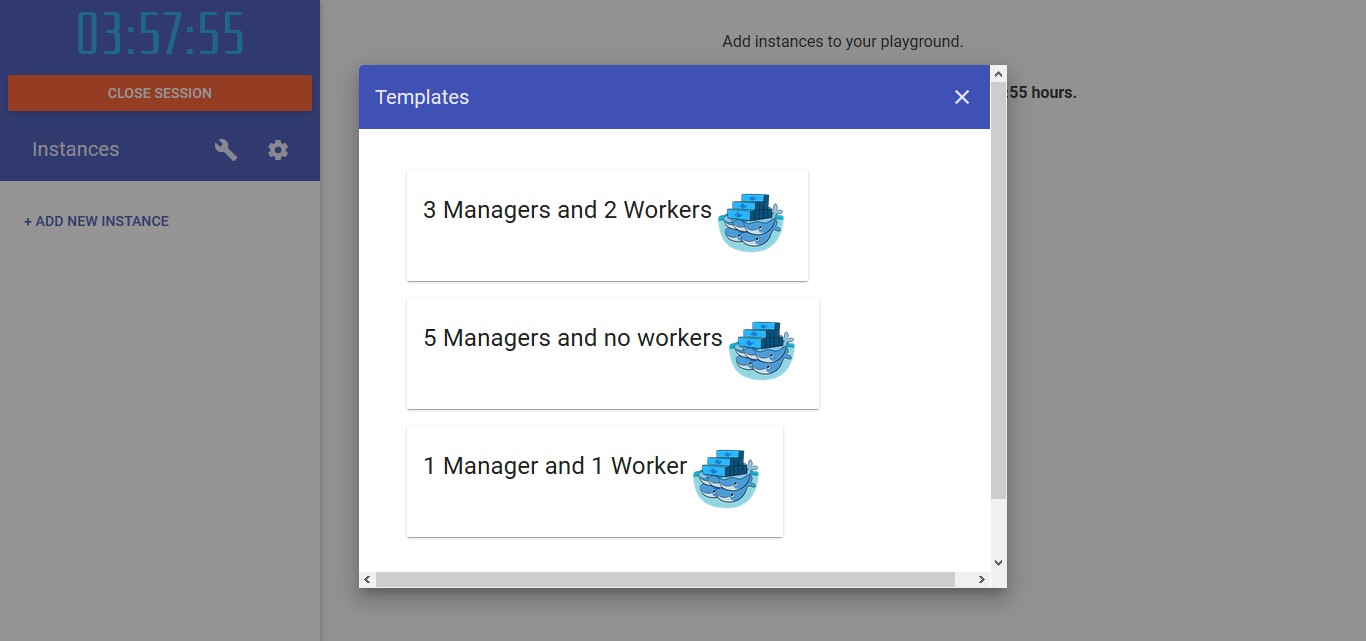 03:57:55
CLOSE SESSION
Instances
+ ADD NEW INSTANCE
Add instances to your playground.
:55 hours.
Templates
3 Managers and 2 Workers
5 Managers and no workers
1 Manager and 1 Worker